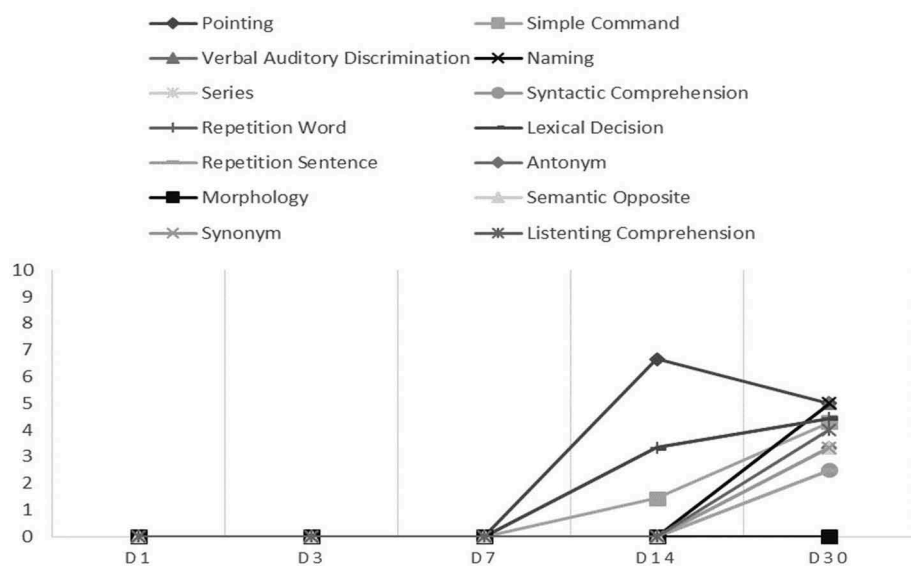 Pointing Simple Command
Verbal Auditory Discrimination Naming
Series Syntactic Comprehension
Repetition Word Lexical Decision
Repetition Sentence Antonym
Morphology Semantic Opposite
Synonym Listenting Comprehension
10
9
8
7
6
5
4
3
2
1
0
D1 D3 D7 D14 D30